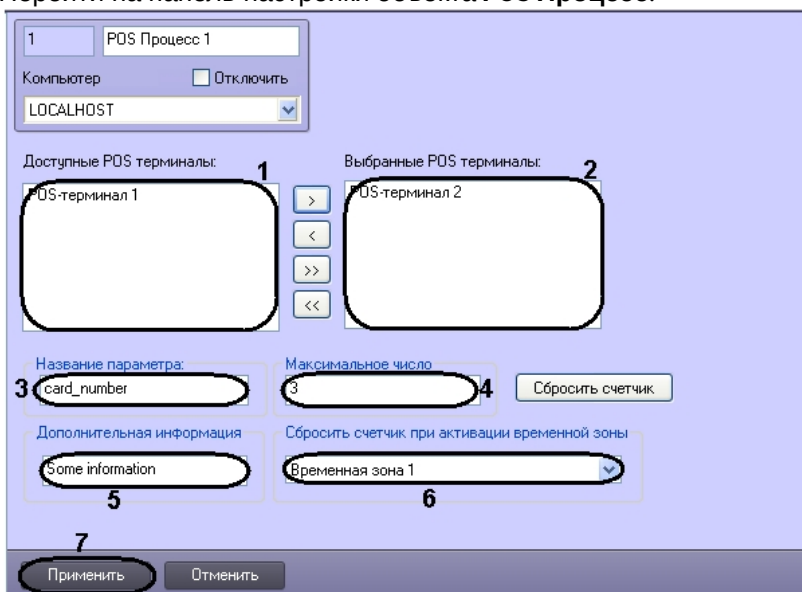 Перейти на панель настройки объекта POS Процесс.
1 POS Процесс 1
Компьютер Отключить
LOCALHOST
Доступные POS терминалы: 1 Выбранные POS терминалы: 2
POS-терминал 1 > POS-терминал 2
<
>>
<<
Название параметра: Максимальное число
3 card_number 3 4 Сбросить счетчик
Дополнительная информация Сбросить счетчик при активации временной зоны
Some information Временная зона 1
5 6
7
Применить Отменить